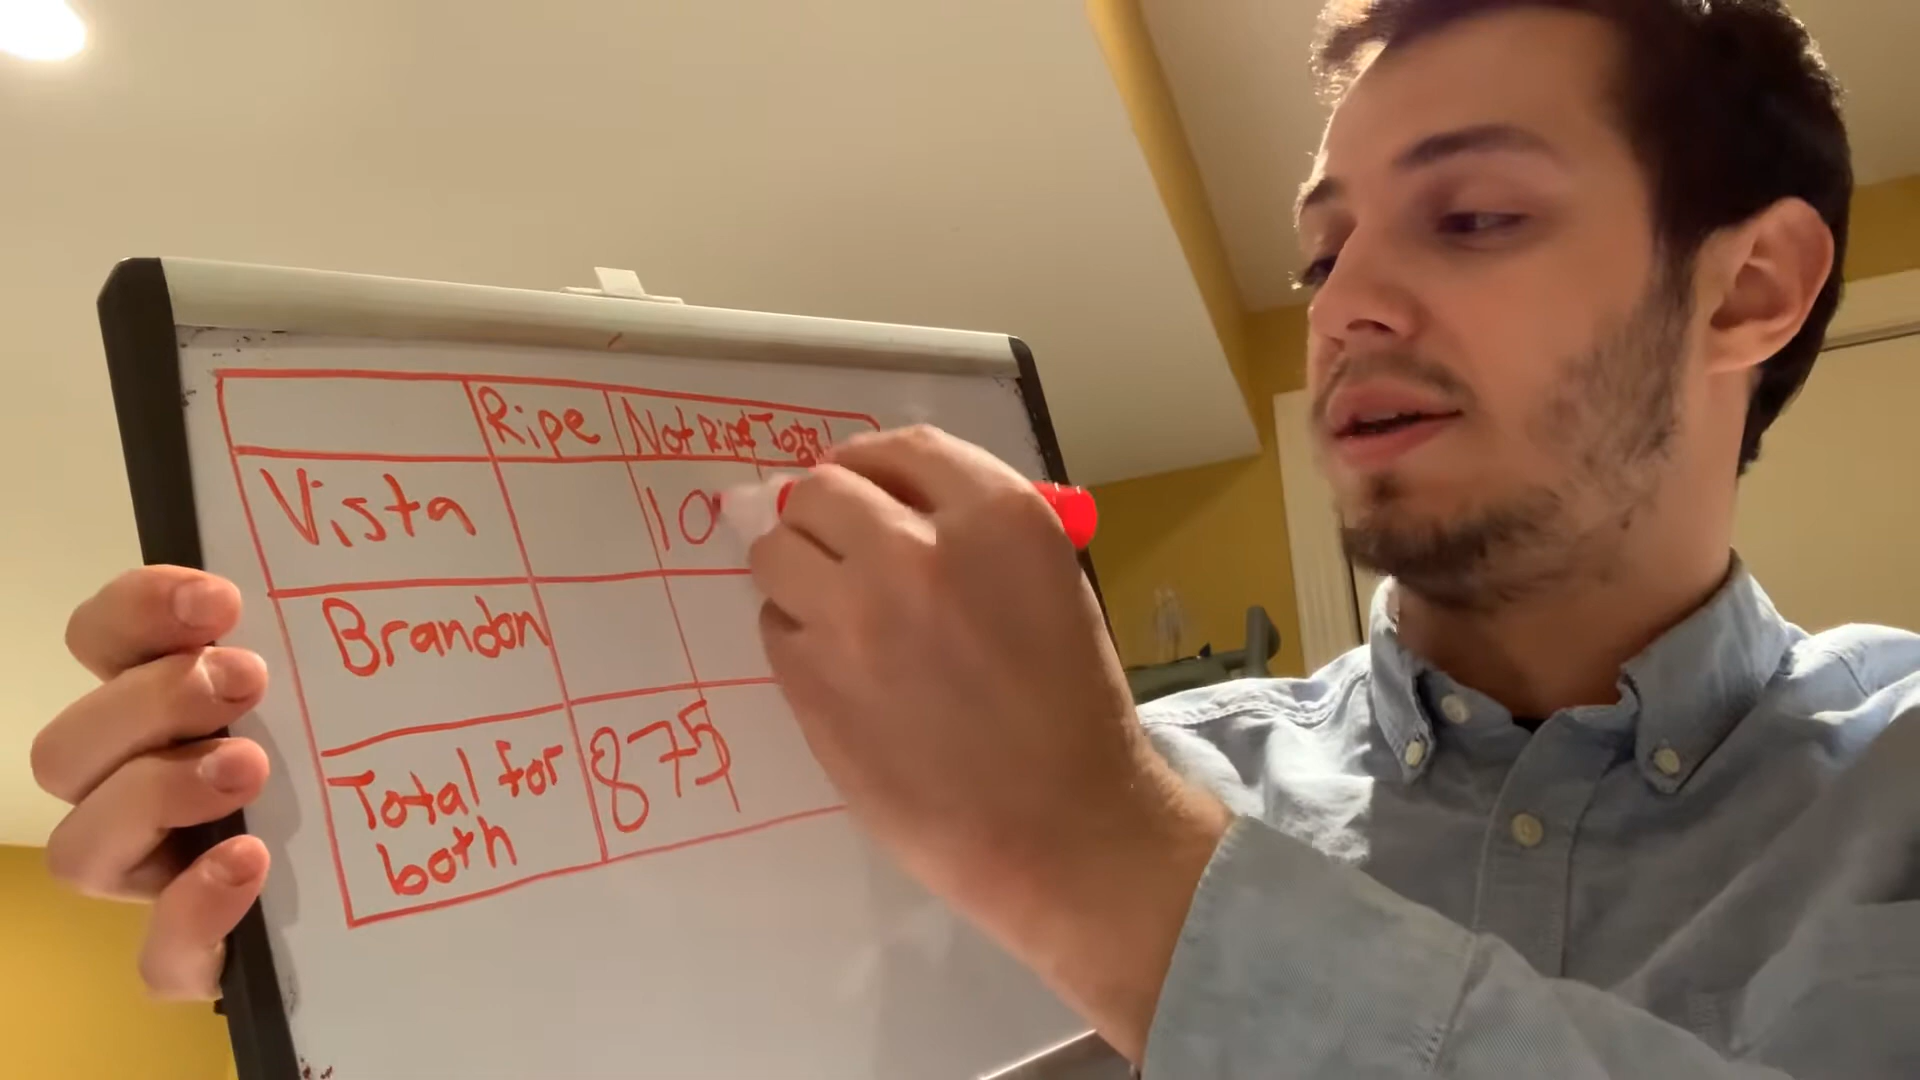 Ripe Not Ripe Total
Vista 10
Brandon
Total for
both 875